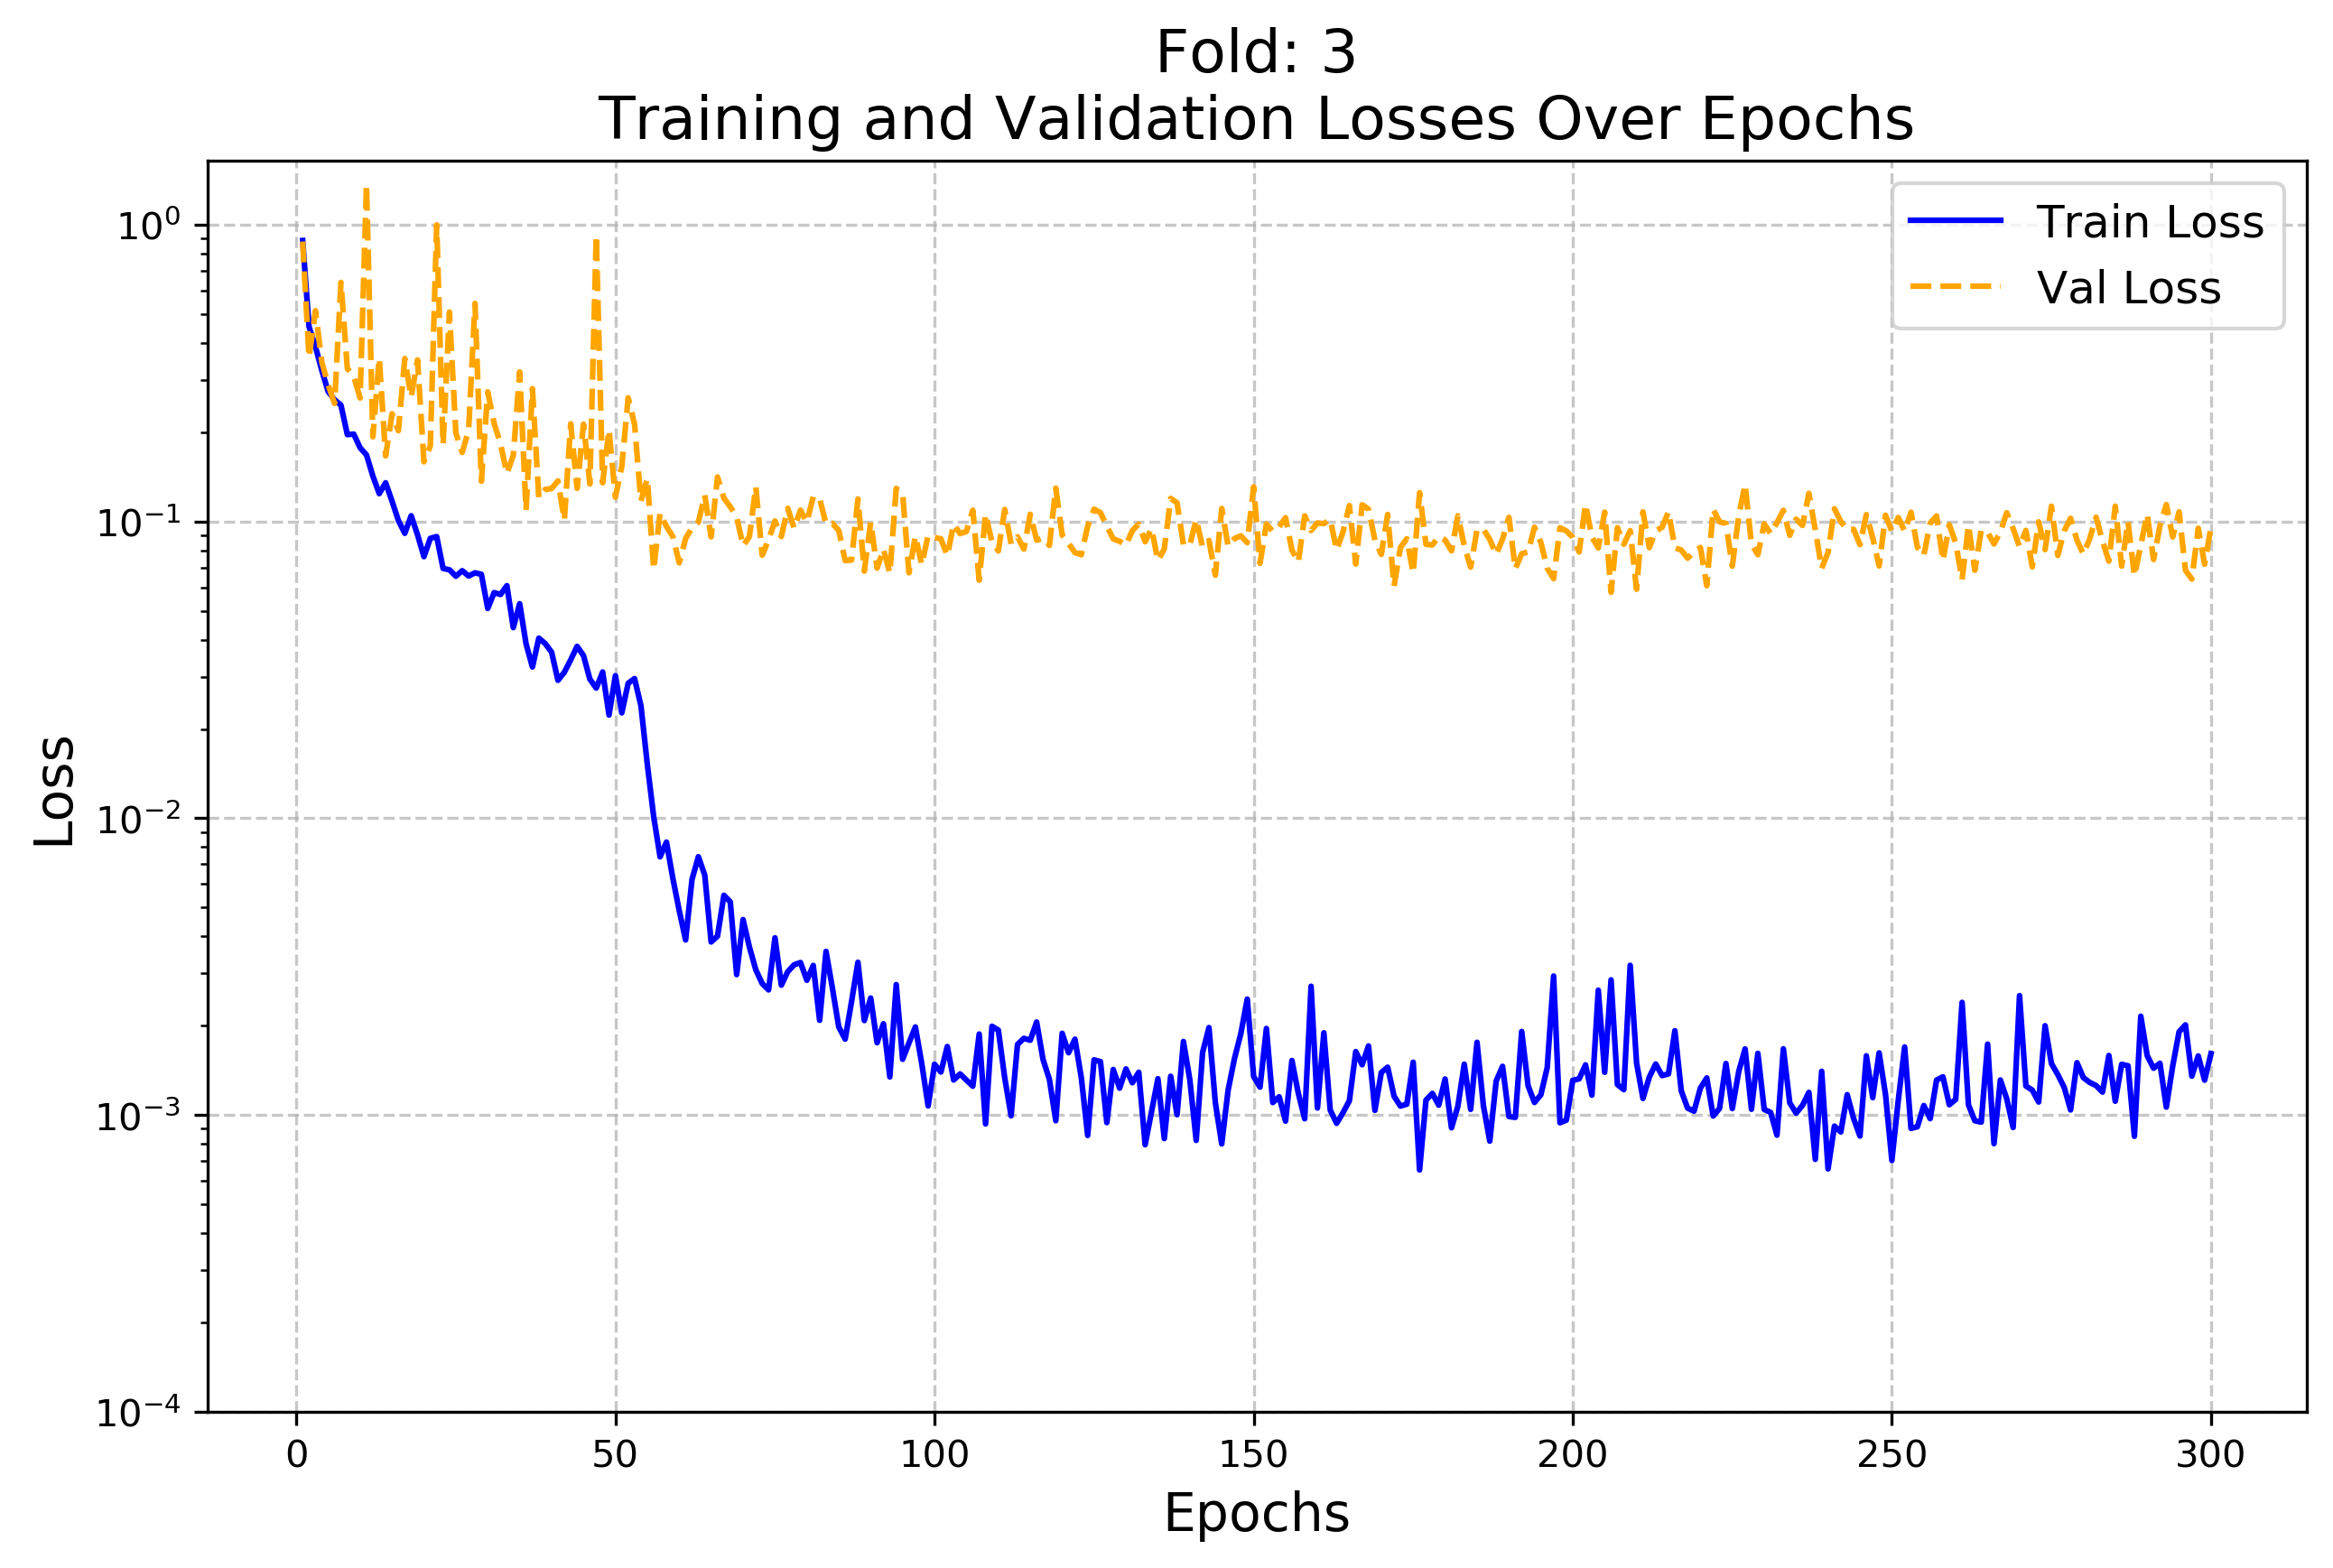 Fold: 3
Training and Validation Losses Over Epochs
Train Loss
Val Loss
10⁰
10⁻¹
10⁻²
10⁻³
10⁻⁴
Loss
0 50 100 150 200 250 300
Epochs